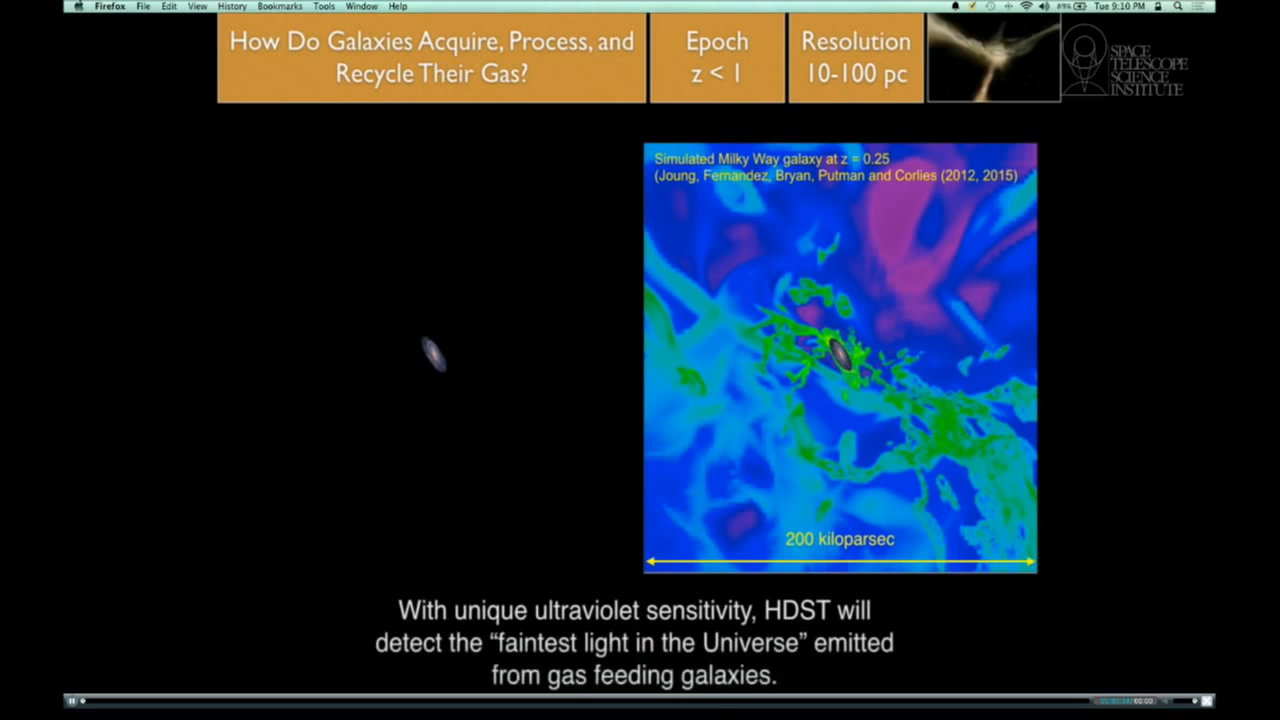 Firefox File Edit View History Bookmarks Tools Window Help
Tue 9:10 PM
How Do Galaxies Acquire, Process, and
Recycle Their Gas?
Epoch
z < 1
Resolution
10-100 pc
SPACE
TELESCOPE
SCIENCE
INSTITUTE
Simulated Milky Way galaxy at z = 0.25
(Joung, Fernandez, Bryan, Putman and Corlies (2012, 2015)
200 kiloparsec
With unique ultraviolet sensitivity, HDST will
detect the “faintest light in the Universe” emitted
from gas feeding galaxies.